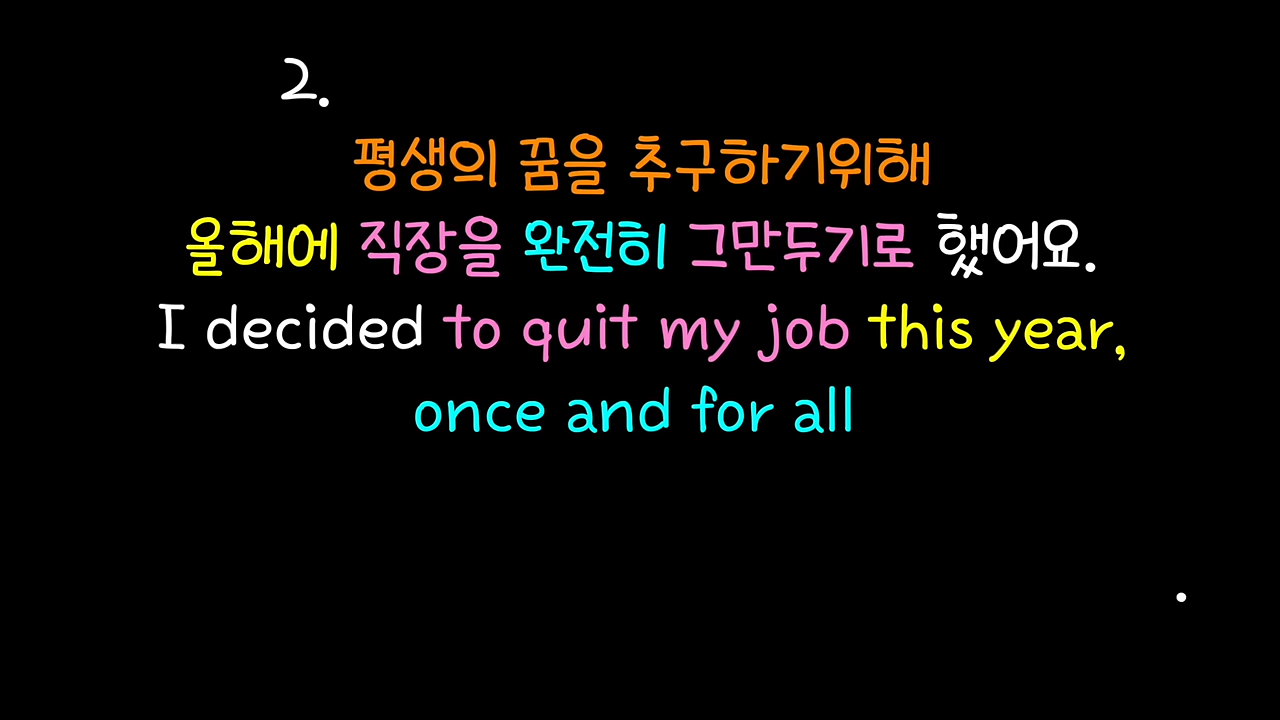 2.
평생의 꿈을 추구하기위해
올해에 직장을 완전히 그만두기로 했어요.
I decided to quit my job this year,
once and for all
.